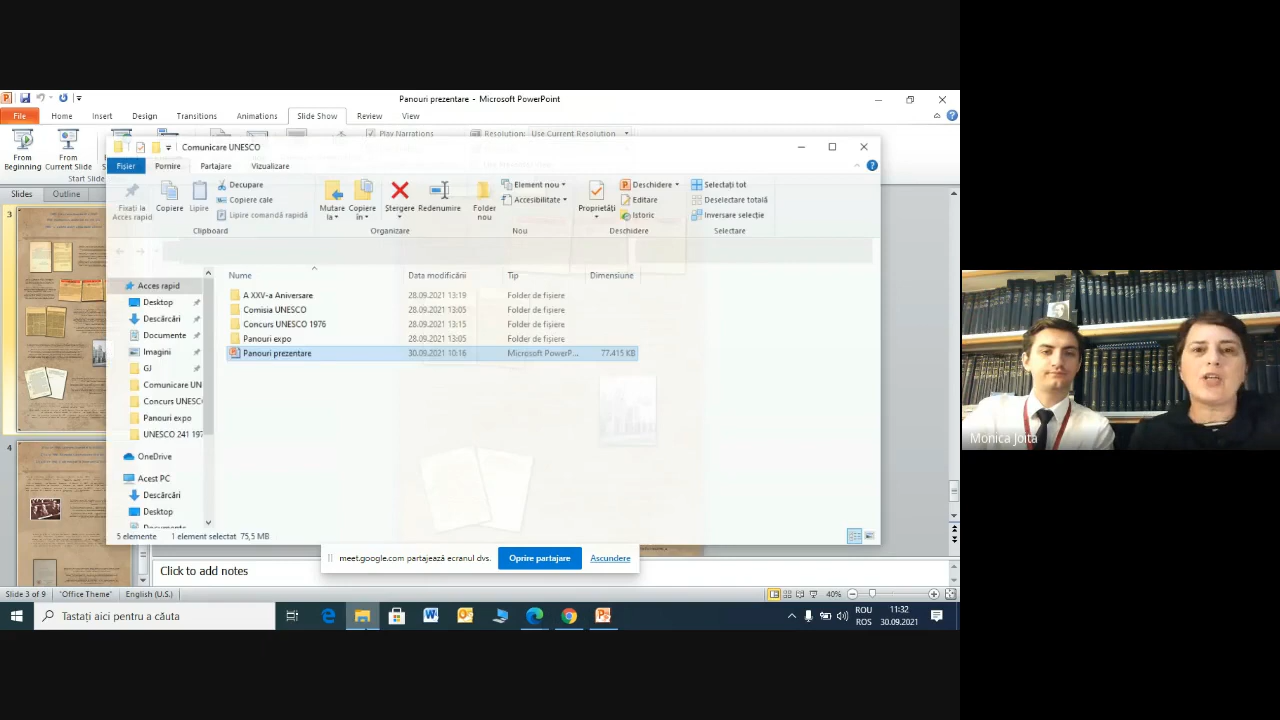 Panouri prezentare - Microsoft PowerPoint
File Home Insert Design Transitions Animations Slide Show Review View
Play Narrations Resolution: Use Current Resolution
From Beginning
From Current Slide
Start Slide
Slides Outline
3
4
Comunicare UNESCO
Fișier Pornire Partajare Vizualizare
Fixați la Acces rapid
Copiere
Lipire
Decupare
Copiere cale
Lipire comandă rapidă
Clipboard
Mutare la
Copiere în
Ștergere
Redenumire
Organizare
Folder nou
Element nou
Accesibilitate
Nou
Proprietăți
Deschidere
Editare
Istoric
Deschidere
Selectați tot
Deselectare totală
Inversare selecție
Selectare
Nume Data modificării Tip Dimensiune
A XXV-a Aniversare 28.09.2021 13:19 Folder de fișiere
Comisia UNESCO 28.09.2021 13:05 Folder de fișiere
Concurs UNESCO 1976 28.09.2021 13:15 Folder de fișiere
Panouri expo 28.09.2021 13:05 Folder de fișiere
Panouri prezentare 30.09.2021 10:16 Microsoft PowerP... 77.415 KB
Acces rapid
Desktop
Descărcări
Documente
Imagini
GJ
Comunicare UN
Concurs UNESC
Panouri expo
UNESCO 241 197
OneDrive
Acest PC
Descărcări
Desktop
Documente
5 elemente 1 element selectat 75,5 MB
meet.google.com partajează ecranul dvs. Oprire partajare Ascundere
Click to add notes
Slide 3 of 9 "Office Theme" English (U.S.) 40%
Tastați aici pentru a căuta
ROU
ROS
11:32
30.09.2021
Monica Joita